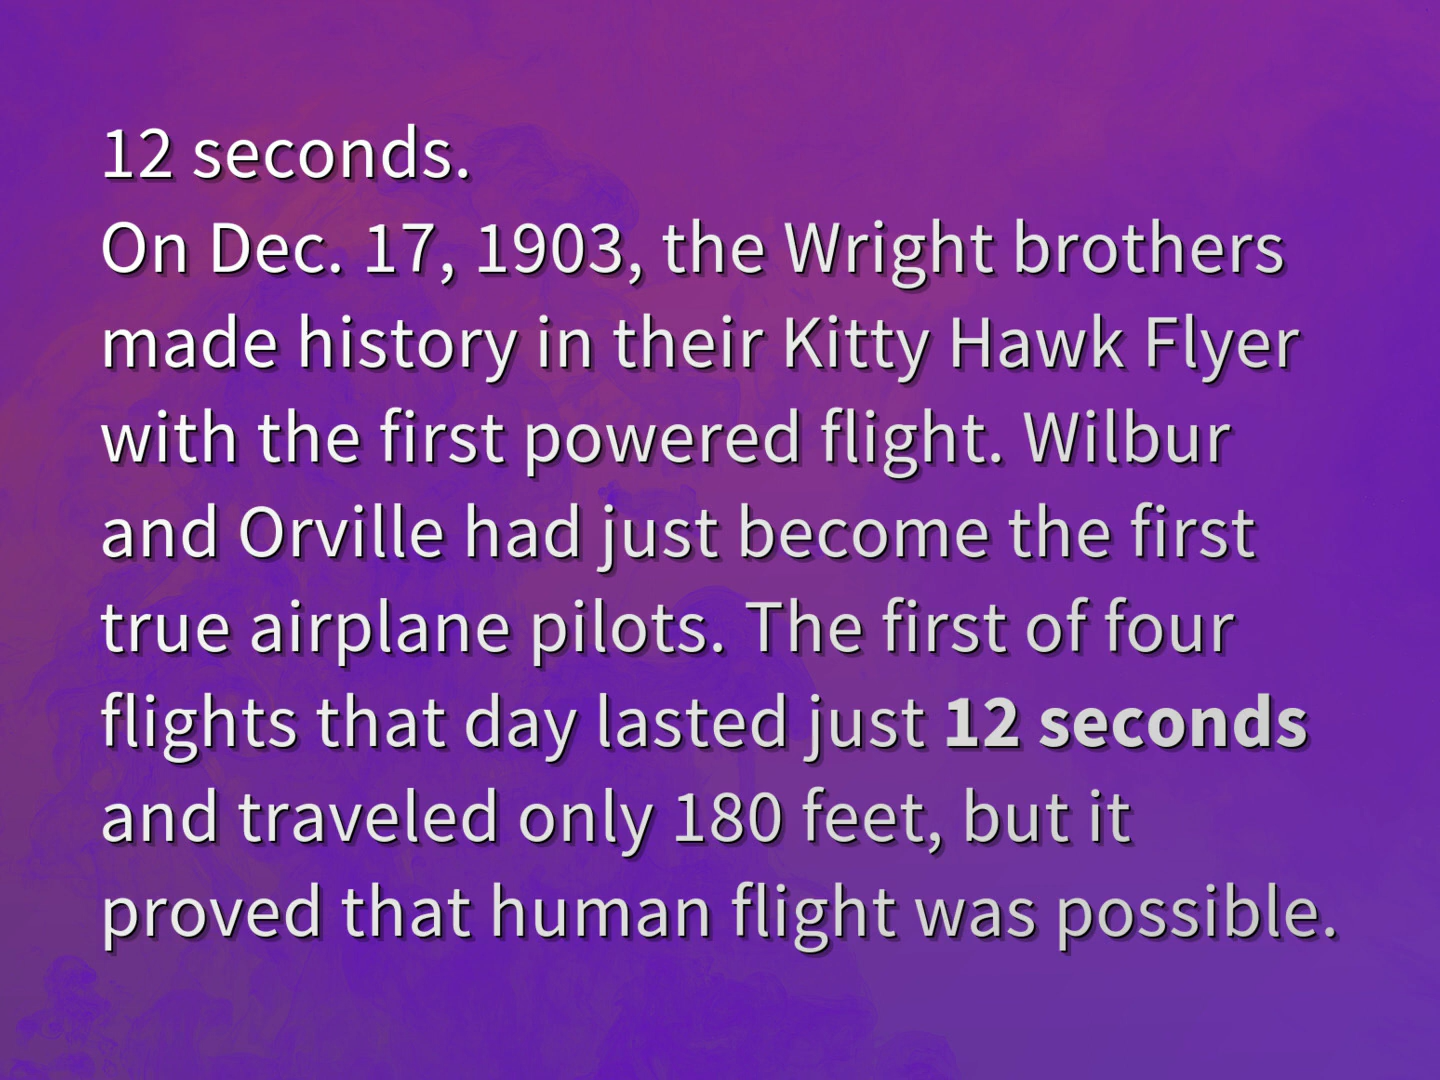 12 seconds.
On Dec. 17, 1903, the Wright brothers
made history in their Kitty Hawk Flyer
with the first powered flight. Wilbur
and Orville had just become the first
true airplane pilots. The first of four
flights that day lasted just 12 seconds
and traveled only 180 feet, but it
proved that human flight was possible.